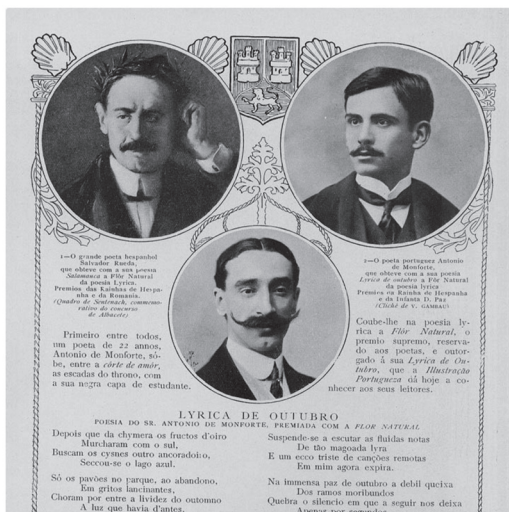 1—O grande poeta hespanhol
Salvador Rueda,
que obteve com a sua poesia
Salamanca a Flôr Natural
da poesia Lyrica.
Premios das Rainhas de Hespa-
nha e da Romania.
(Quadro de Sentenach, commemo-
rativo do concurso
de Albacete)
2—O poeta portuguez Antonio
de Monforte,
que obteve com a sua poesia
Lyrica de outubro a Flôr Natural
da poesia lyrica
Premios da Rainha de Hespanha
e da Infanta D. Paz
(Cliché de V. GAMBAU)
Primeiro entre todos,
um poeta de 22 annos,
Antonio de Monforte, só-
be, entre a côrte de amôr,
as escadas do throno, com
a sua negra capa de estudante.
Coube-lhe na poesia ly-
rica a Flôr Natural, o
premio supremo, reserva-
do aos poetas, e outor-
gado á sua Lyrica de Ou-
tubro, que a Illustração
Portugueza dá hoje a co-
nhecer aos seus leitores.
LYRICA DE OUTUBRO
POESIA DO SR. ANTONIO DE MONFORTE, PREMIADA COM A FLOR NATURAL
Depois que da chymera os fructos d'oiro
Murcharam com o sul,
Buscam os cysnes outro ancoradoiro,
Seccou-se o lago azul.
Só os pavões no parque, ao abandono,
Em gritos lancinantes,
Choram por entre a lividez do outomno
A luz que havia d'antes.
Suspende-se a escutar as fluidas notas
De tão magoada lyra
E um ecco triste de canções remotas
Em mim agora expira.
Na immensa paz de outubro a debil queixa
Dos ramos moribundos
Quebra o silencio em que a seguir nos deixa
Apenas por segundos